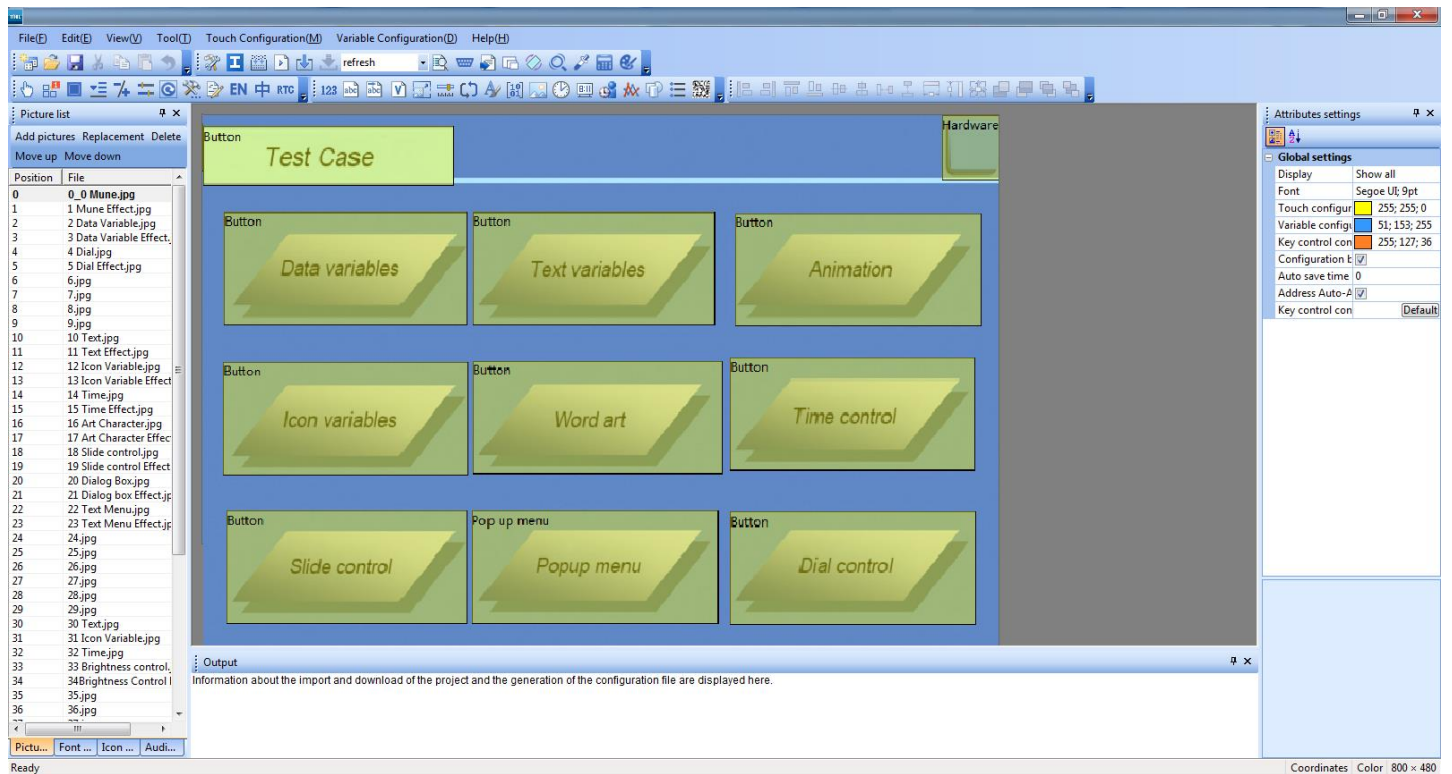 File(F) Edit(E) View(V) Tool(T) Touch Configuration(M) Variable Configuration(D) Help(H)
refresh
EN 中 RTC 123 abc abc
Picture list
Add pictures Replacement Delete
Move up Move down
Position File
0 0_0 Mune.jpg
1 1 Mune Effect.jpg
2 2 Data Variable.jpg
3 3 Data Variable Effect.
4 4 Dial.jpg
5 5 Dial Effect.jpg
6 6.jpg
7 7.jpg
8 8.jpg
9 9.jpg
10 10 Text.jpg
11 11 Text Effect.jpg
12 12 Icon Variable.jpg
13 13 Icon Variable Effect
14 14 Time.jpg
15 15 Time Effect.jpg
16 16 Art Character.jpg
17 17 Art Character Effec
18 18 Slide control.jpg
19 19 Slide control Effect
20 20 Dialog Box.jpg
21 21 Dialog box Effect.jp
22 22 Text Menu.jpg
23 23 Text Menu Effect.jp
24 24.jpg
25 25.jpg
26 26.jpg
27 27.jpg
28 28.jpg
29 29.jpg
30 30 Text.jpg
31 31 Icon Variable.jpg
32 32 Time.jpg
33 33 Brightness control.
34 34Brightness Control
35 35.jpg
36 36.jpg
Pictu... Font ... Icon ... Audi...
Button
Test Case
Hardware
Button Button Button
Data variables Text variables Animation
Button Button Button
Icon variables Word art Time control
Button Pop up menu Button
Slide control Popup menu Dial control
Output
Information about the import and download of the project and the generation of the configuration file are displayed here.
Attributes settings
Global settings
Display Show all
Font Segoe UI; 9pt
Touch configur 255; 255; 0
Variable configu 51; 153; 255
Key control con 255; 127; 36
Configuration b
Auto save time 0
Address Auto-A
Key control con Default
Ready
Coordinates Color 800 × 480